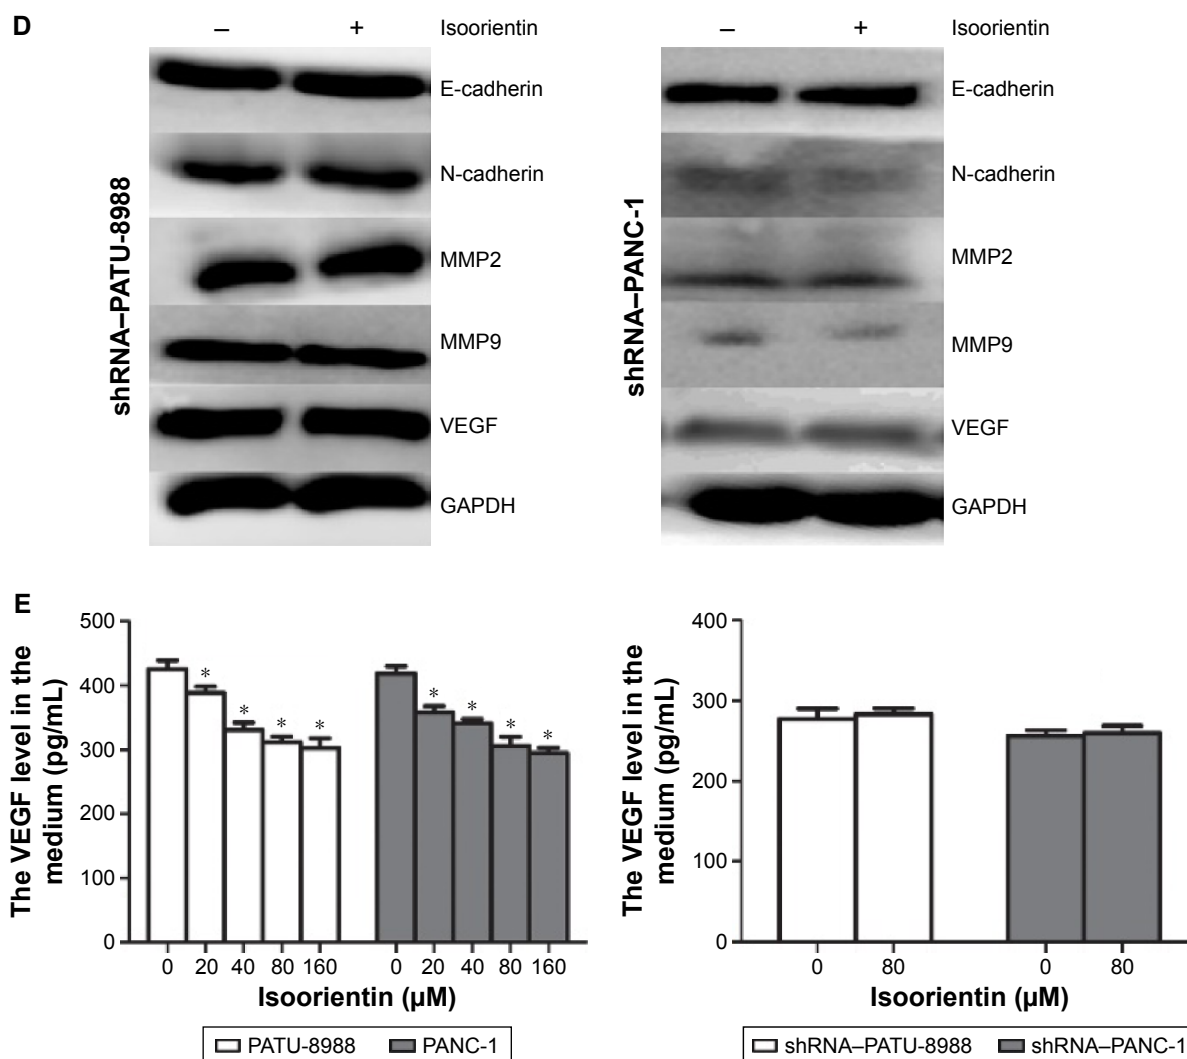 D
– + Isoorientin
shRNA–PATU-8988
E-cadherin
N-cadherin
MMP2
MMP9
VEGF
GAPDH
– + Isoorientin
shRNA–PANC-1
E-cadherin
N-cadherin
MMP2
MMP9
VEGF
GAPDH
E
The VEGF level in the
medium (pg/mL)
500
400
300
200
100
0
* * * * * * * *
0 20 40 80 160 0 20 40 80 160
Isoorientin (µM)
PATU-8988 PANC-1
The VEGF level in the
medium (pg/mL)
400
300
200
100
0
0 80 0 80
Isoorientin (µM)
shRNA–PATU-8988 shRNA–PANC-1